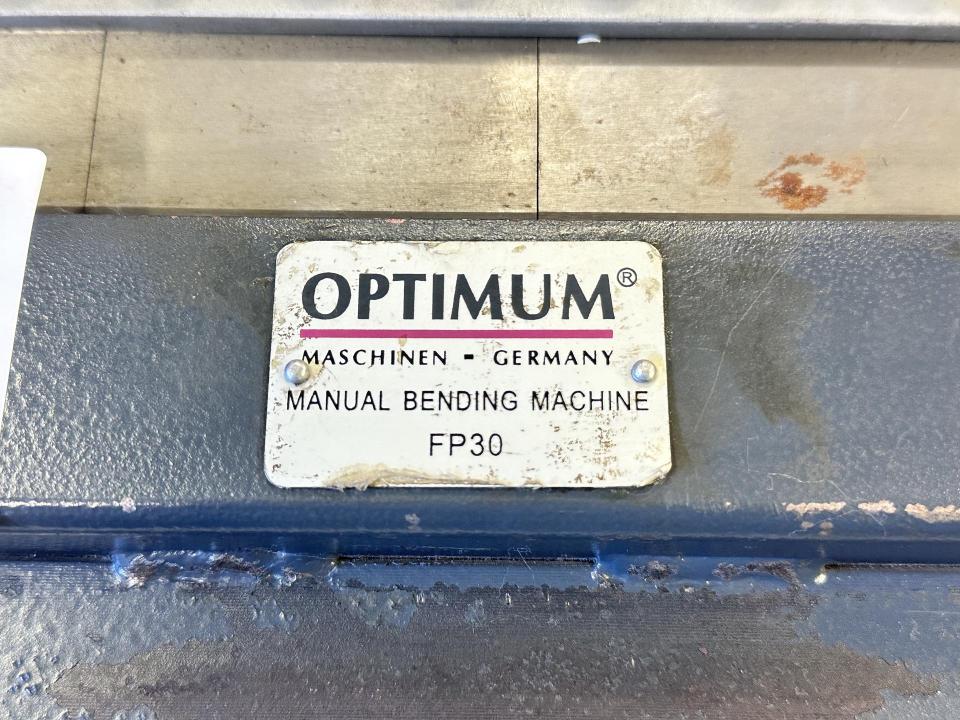 OPTIMUM®
MASCHINEN - GERMANY
MANUAL BENDING MACHINE
FP30